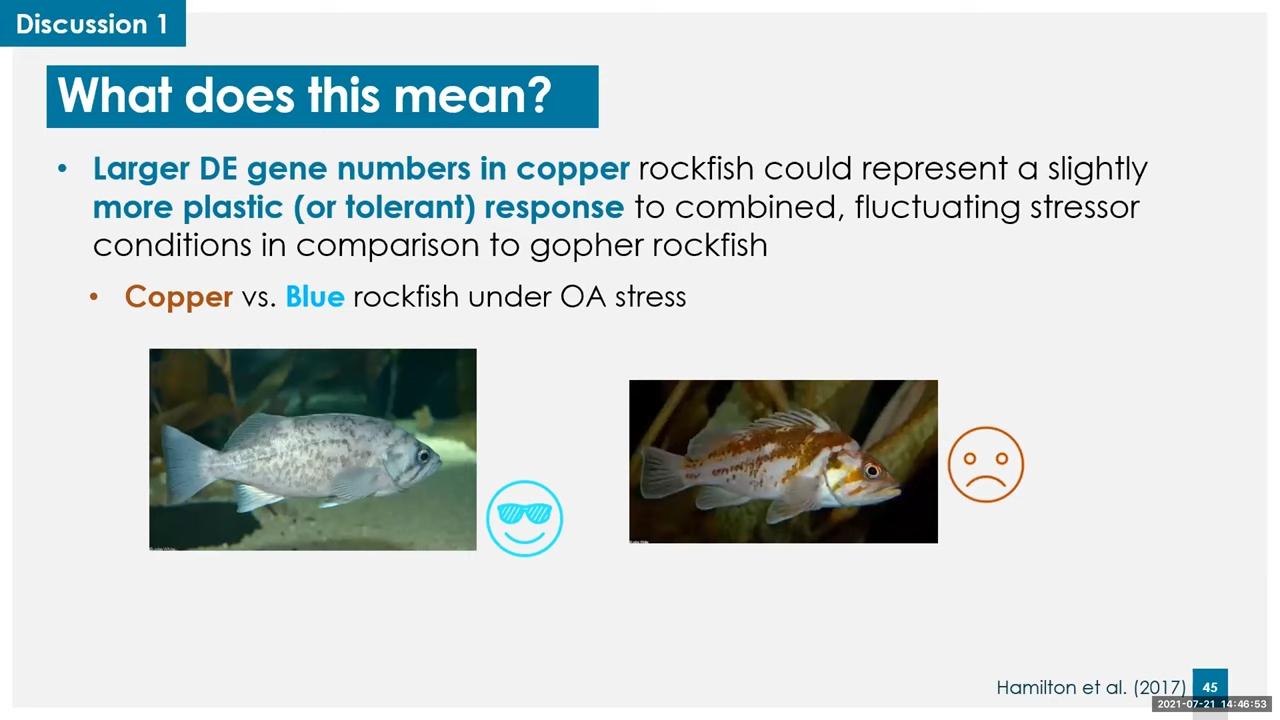 Discussion 1
What does this mean?
• Larger DE gene numbers in copper rockfish could represent a slightly
more plastic (or tolerant) response to combined, fluctuating stressor
conditions in comparison to gopher rockfish
• Copper vs. Blue rockfish under OA stress
Hamilton et al. (2017)
45
2021-07-21 14:46:53